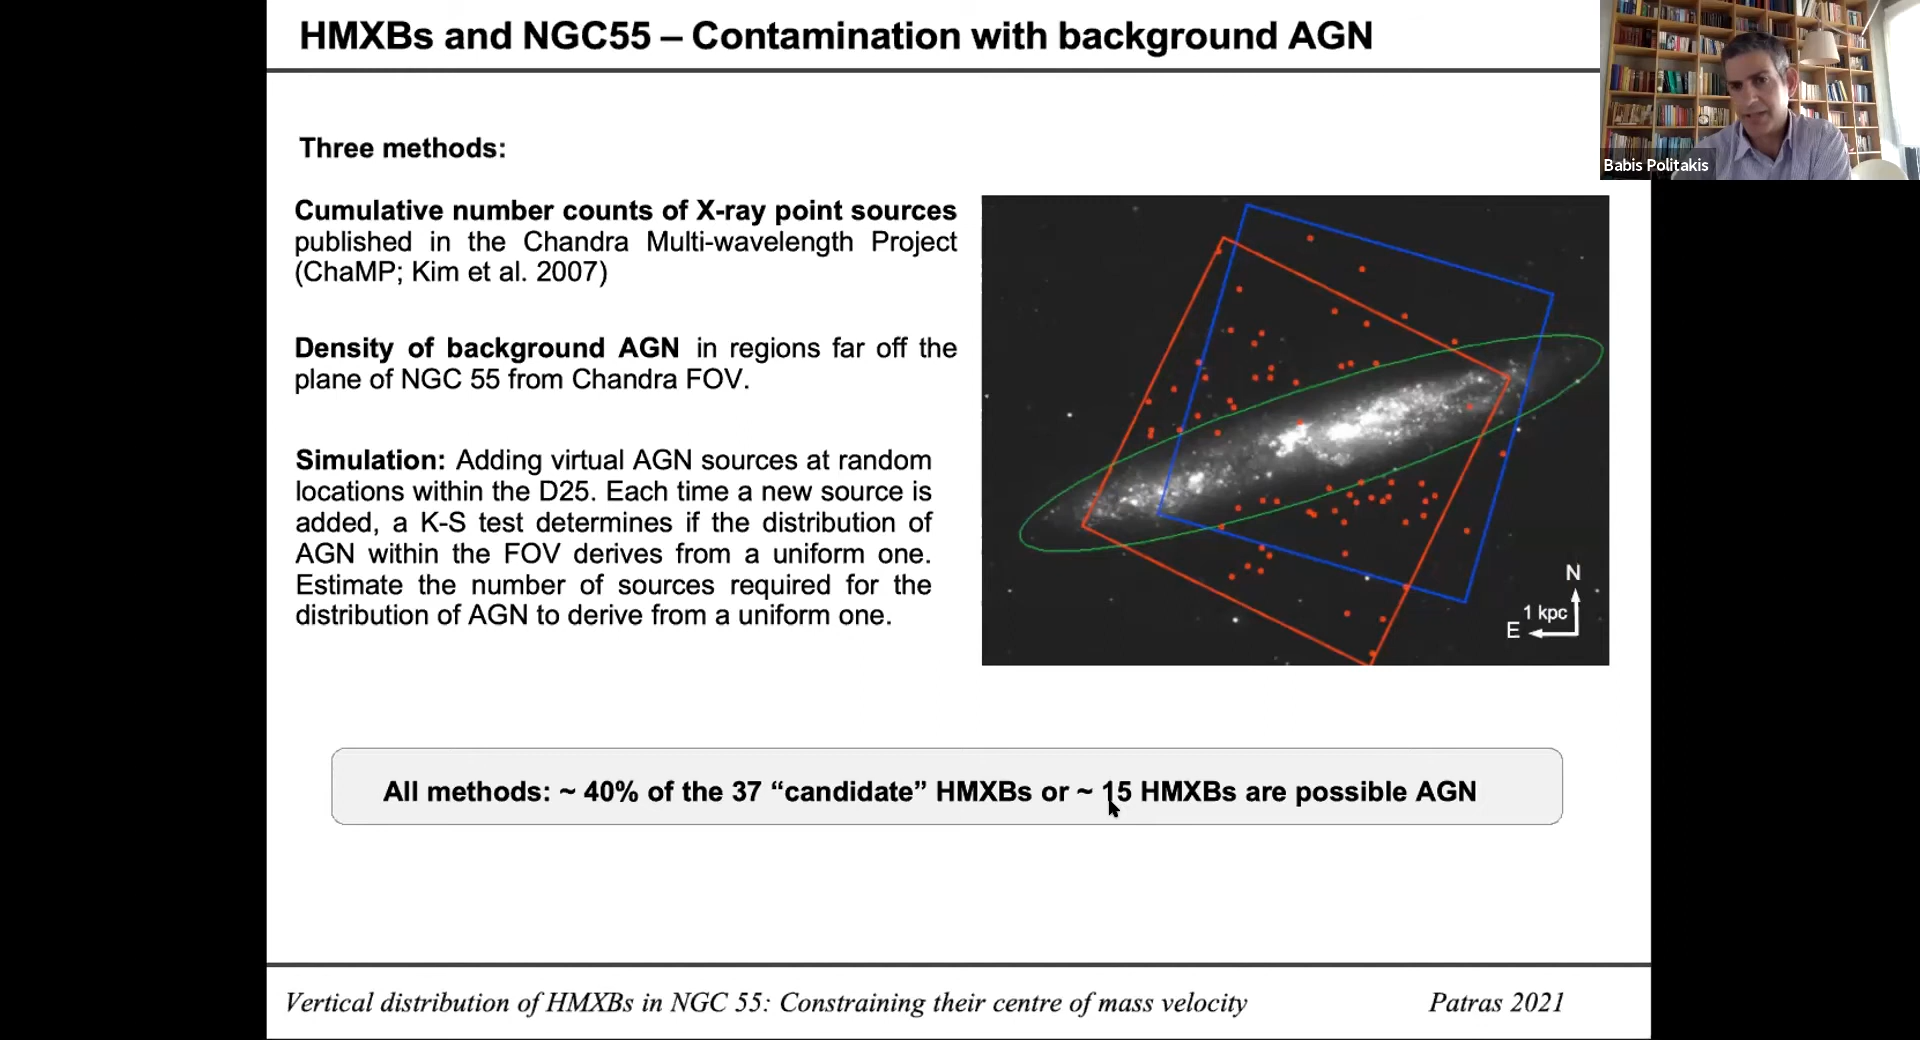 HMXBs and NGC55 – Contamination with background AGN
Babis Politakis
Three methods:
Cumulative number counts of X-ray point sources
published in the Chandra Multi-wavelength Project
(ChaMP; Kim et al. 2007)
Density of background AGN in regions far off the
plane of NGC 55 from Chandra FOV.
Simulation: Adding virtual AGN sources at random
locations within the D25. Each time a new source is
added, a K-S test determines if the distribution of
AGN within the FOV derives from a uniform one.
Estimate the number of sources required for the
distribution of AGN to derive from a uniform one.
N
1 kpc
E
All methods: ~ 40% of the 37 “candidate” HMXBs or ~ 15 HMXBs are possible AGN
Vertical distribution of HMXBs in NGC 55: Constraining their centre of mass velocity
Patras 2021